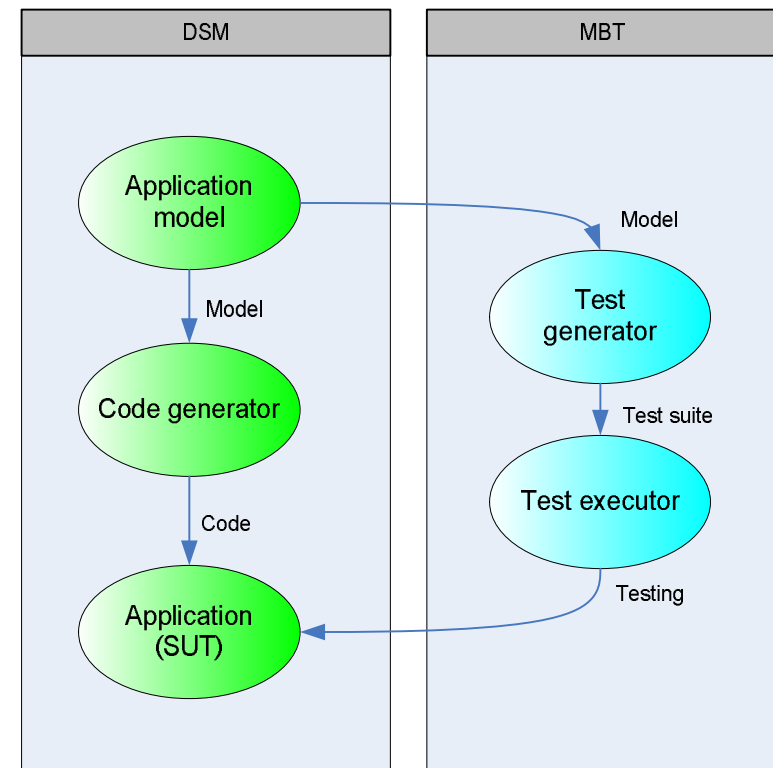 DSM
MBT
Application
model
Model
Model
Test
generator
Code generator
Test suite
Test executor
Code
Testing
Application
(SUT)